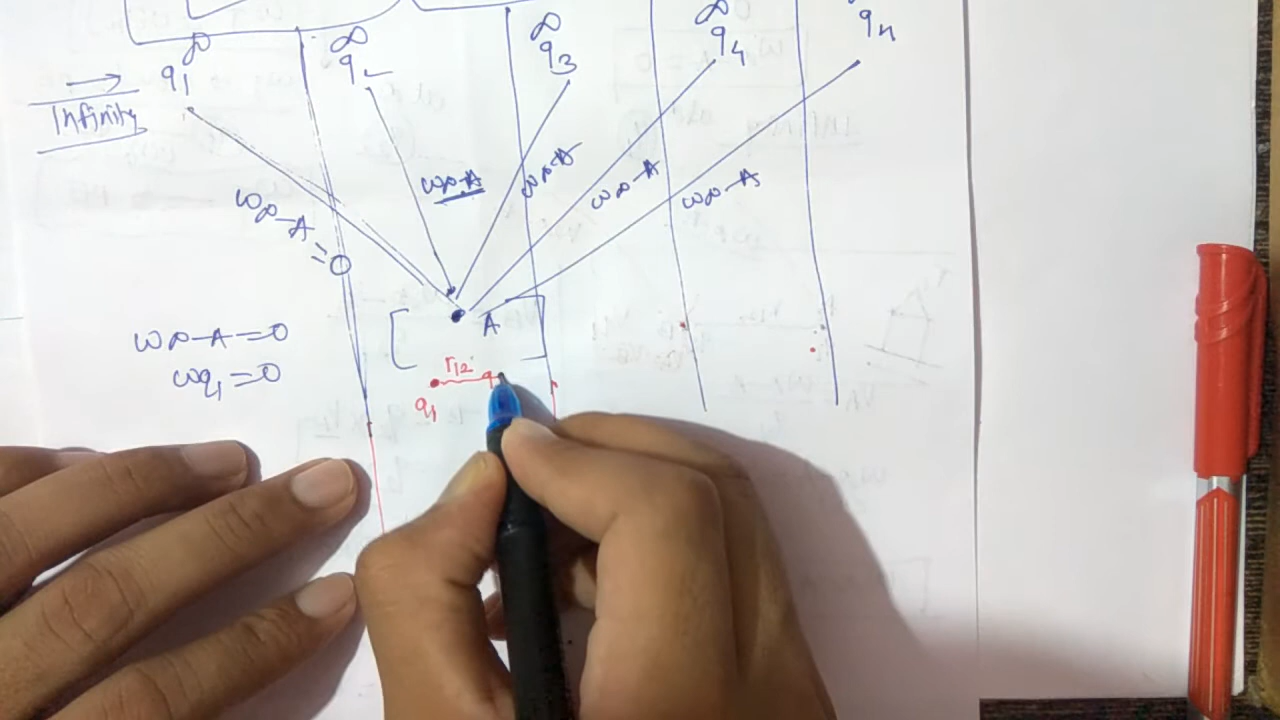 ∞ ∞ ∞ ∞
q1 q2 q3 q4 qn
Infinity
W∞-A W∞-A W∞-A W∞-A W∞-A
=0
W∞-A=0
A
Wq1=0
r12
q1 q